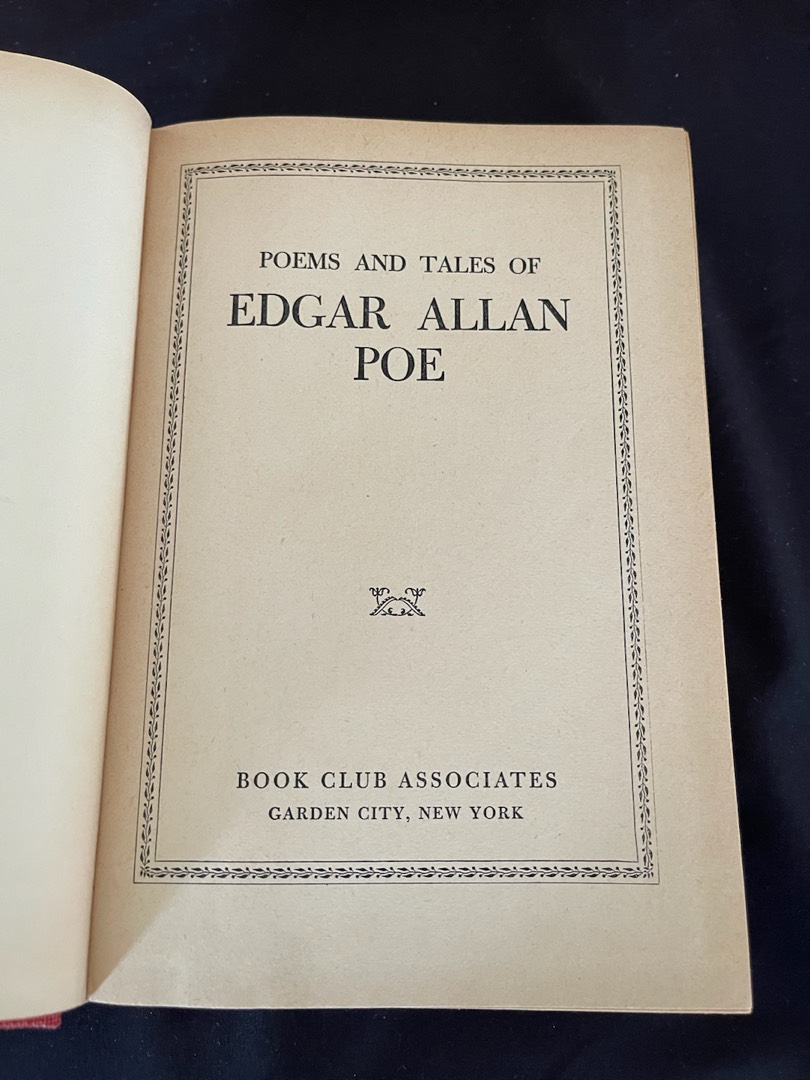 POEMS AND TALES OF
EDGAR ALLAN
POE
BOOK CLUB ASSOCIATES
GARDEN CITY, NEW YORK